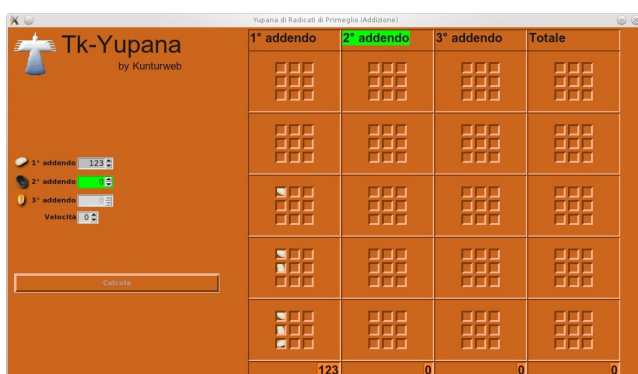 Yupana di Radicati di Primeglio (Addizione)
Tk-Yupana
by Kunturweb
1° addendo 123
2° addendo 0
3° addendo 0
Velocità 0
Calcola
1° addendo 2° addendo 3° addendo Totale
123 0 0 0